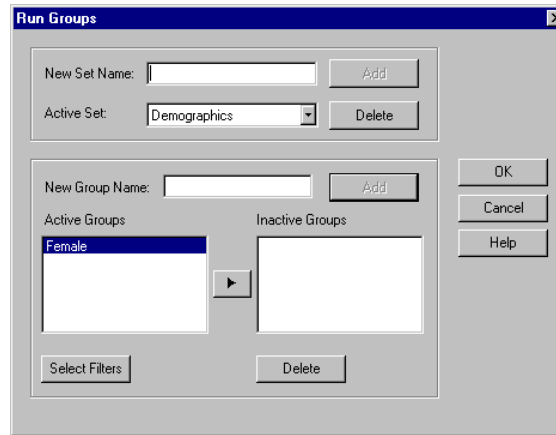 Run Groups
New Set Name:
Add
Active Set:
Demographics
Delete
New Group Name:
Add
Active Groups
Inactive Groups
Female
Select Filters
Delete
OK
Cancel
Help